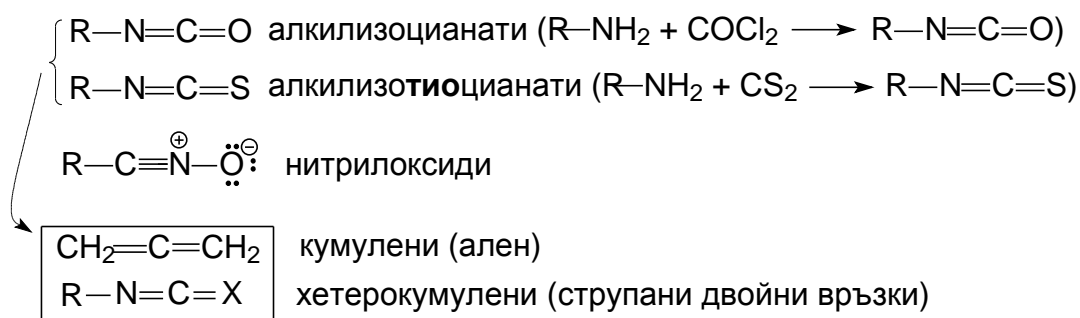 R—N=C=O алкилизоцианати (R—NH₂ + COCl₂ ⟶ R—N=C=O)
R—N=C=S алкилизотиоцианати (R—NH₂ + CS₂ ⟶ R—N=C=S)
R—C≡N⊕—O⊖ нитрилоксиди
CH₂=C=CH₂ кумулени (ален)
R—N=C=X хетерокумулени (струпани двойни връзки)